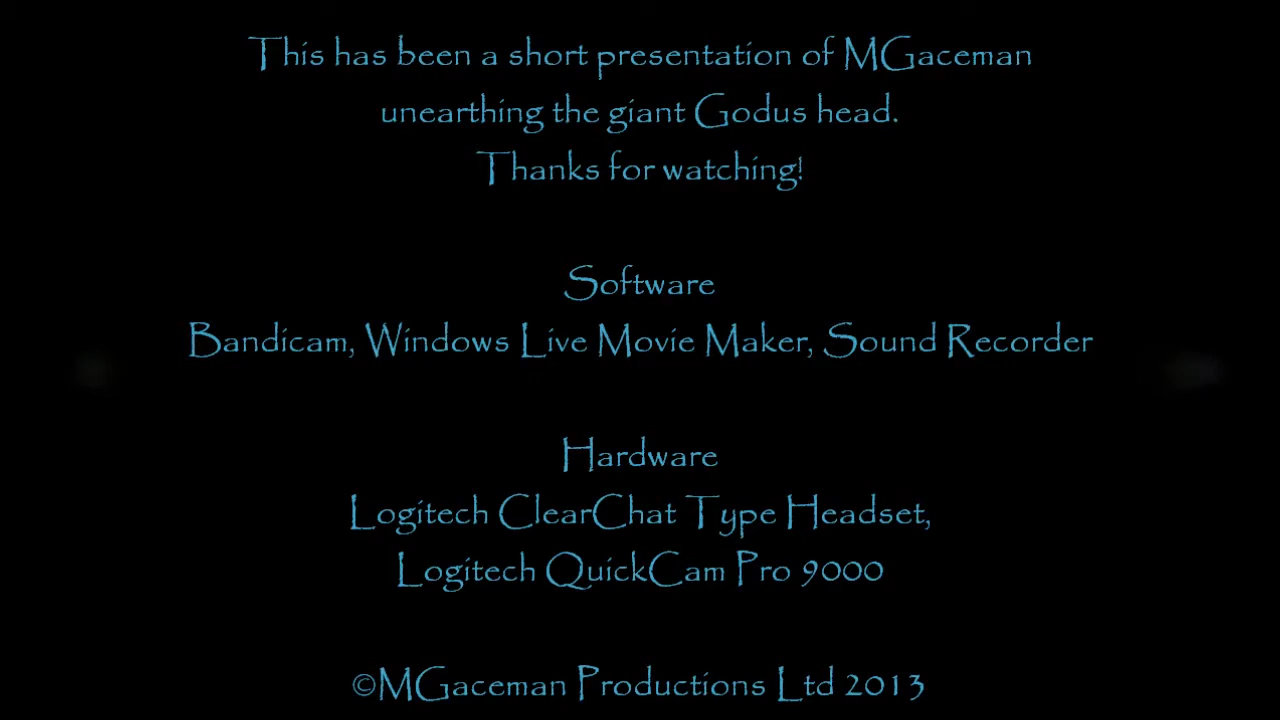 This has been a short presentation of MGaceman
unearthing the giant Godus head.
Thanks for watching!
Software
Bandicam, Windows Live Movie Maker, Sound Recorder
Hardware
Logitech ClearChat Type Headset,
Logitech QuickCam Pro 9000
©MGaceman Productions Ltd 2013